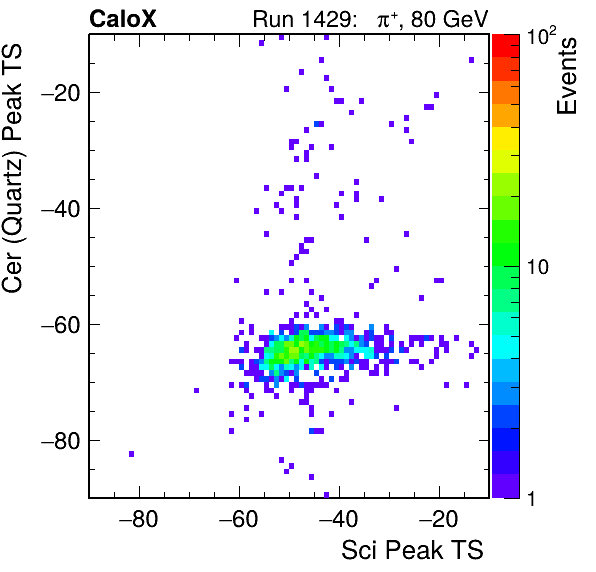 CaloX Run 1429: π⁺, 80 GeV
Cer (Quartz) Peak TS
−20
−40
−60
−80
−80 −60 −40 −20
Sci Peak TS
10²
10
1
Events